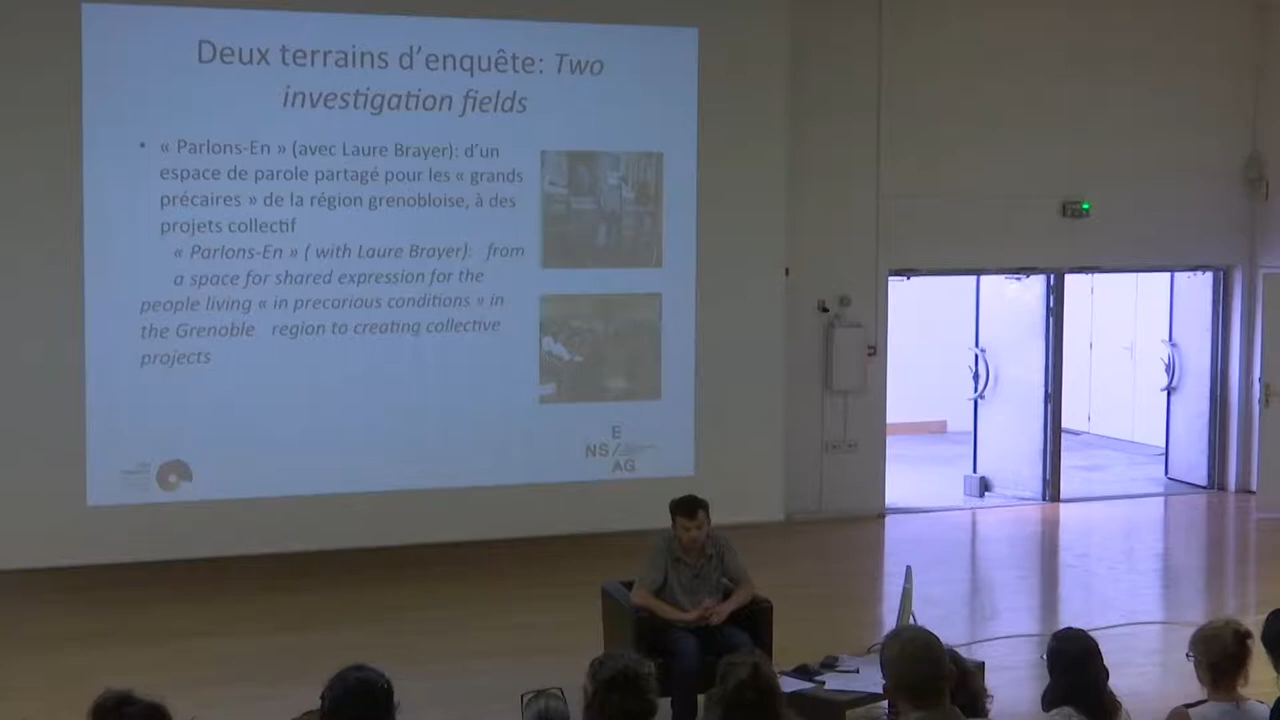 Deux terrains d'enquête: Two
investigation fields
• « Parlons-En » (avec Laure Brayer): d'un
espace de parole partagé pour les « grands
précaires » de la région grenobloise, à des
projets collectif
« Parlons-En » ( with Laure Brayer): from
a space for shared expression for the
people living « in precarious conditions » in
the Grenoble region to creating collective
projects
E
NS/
AG